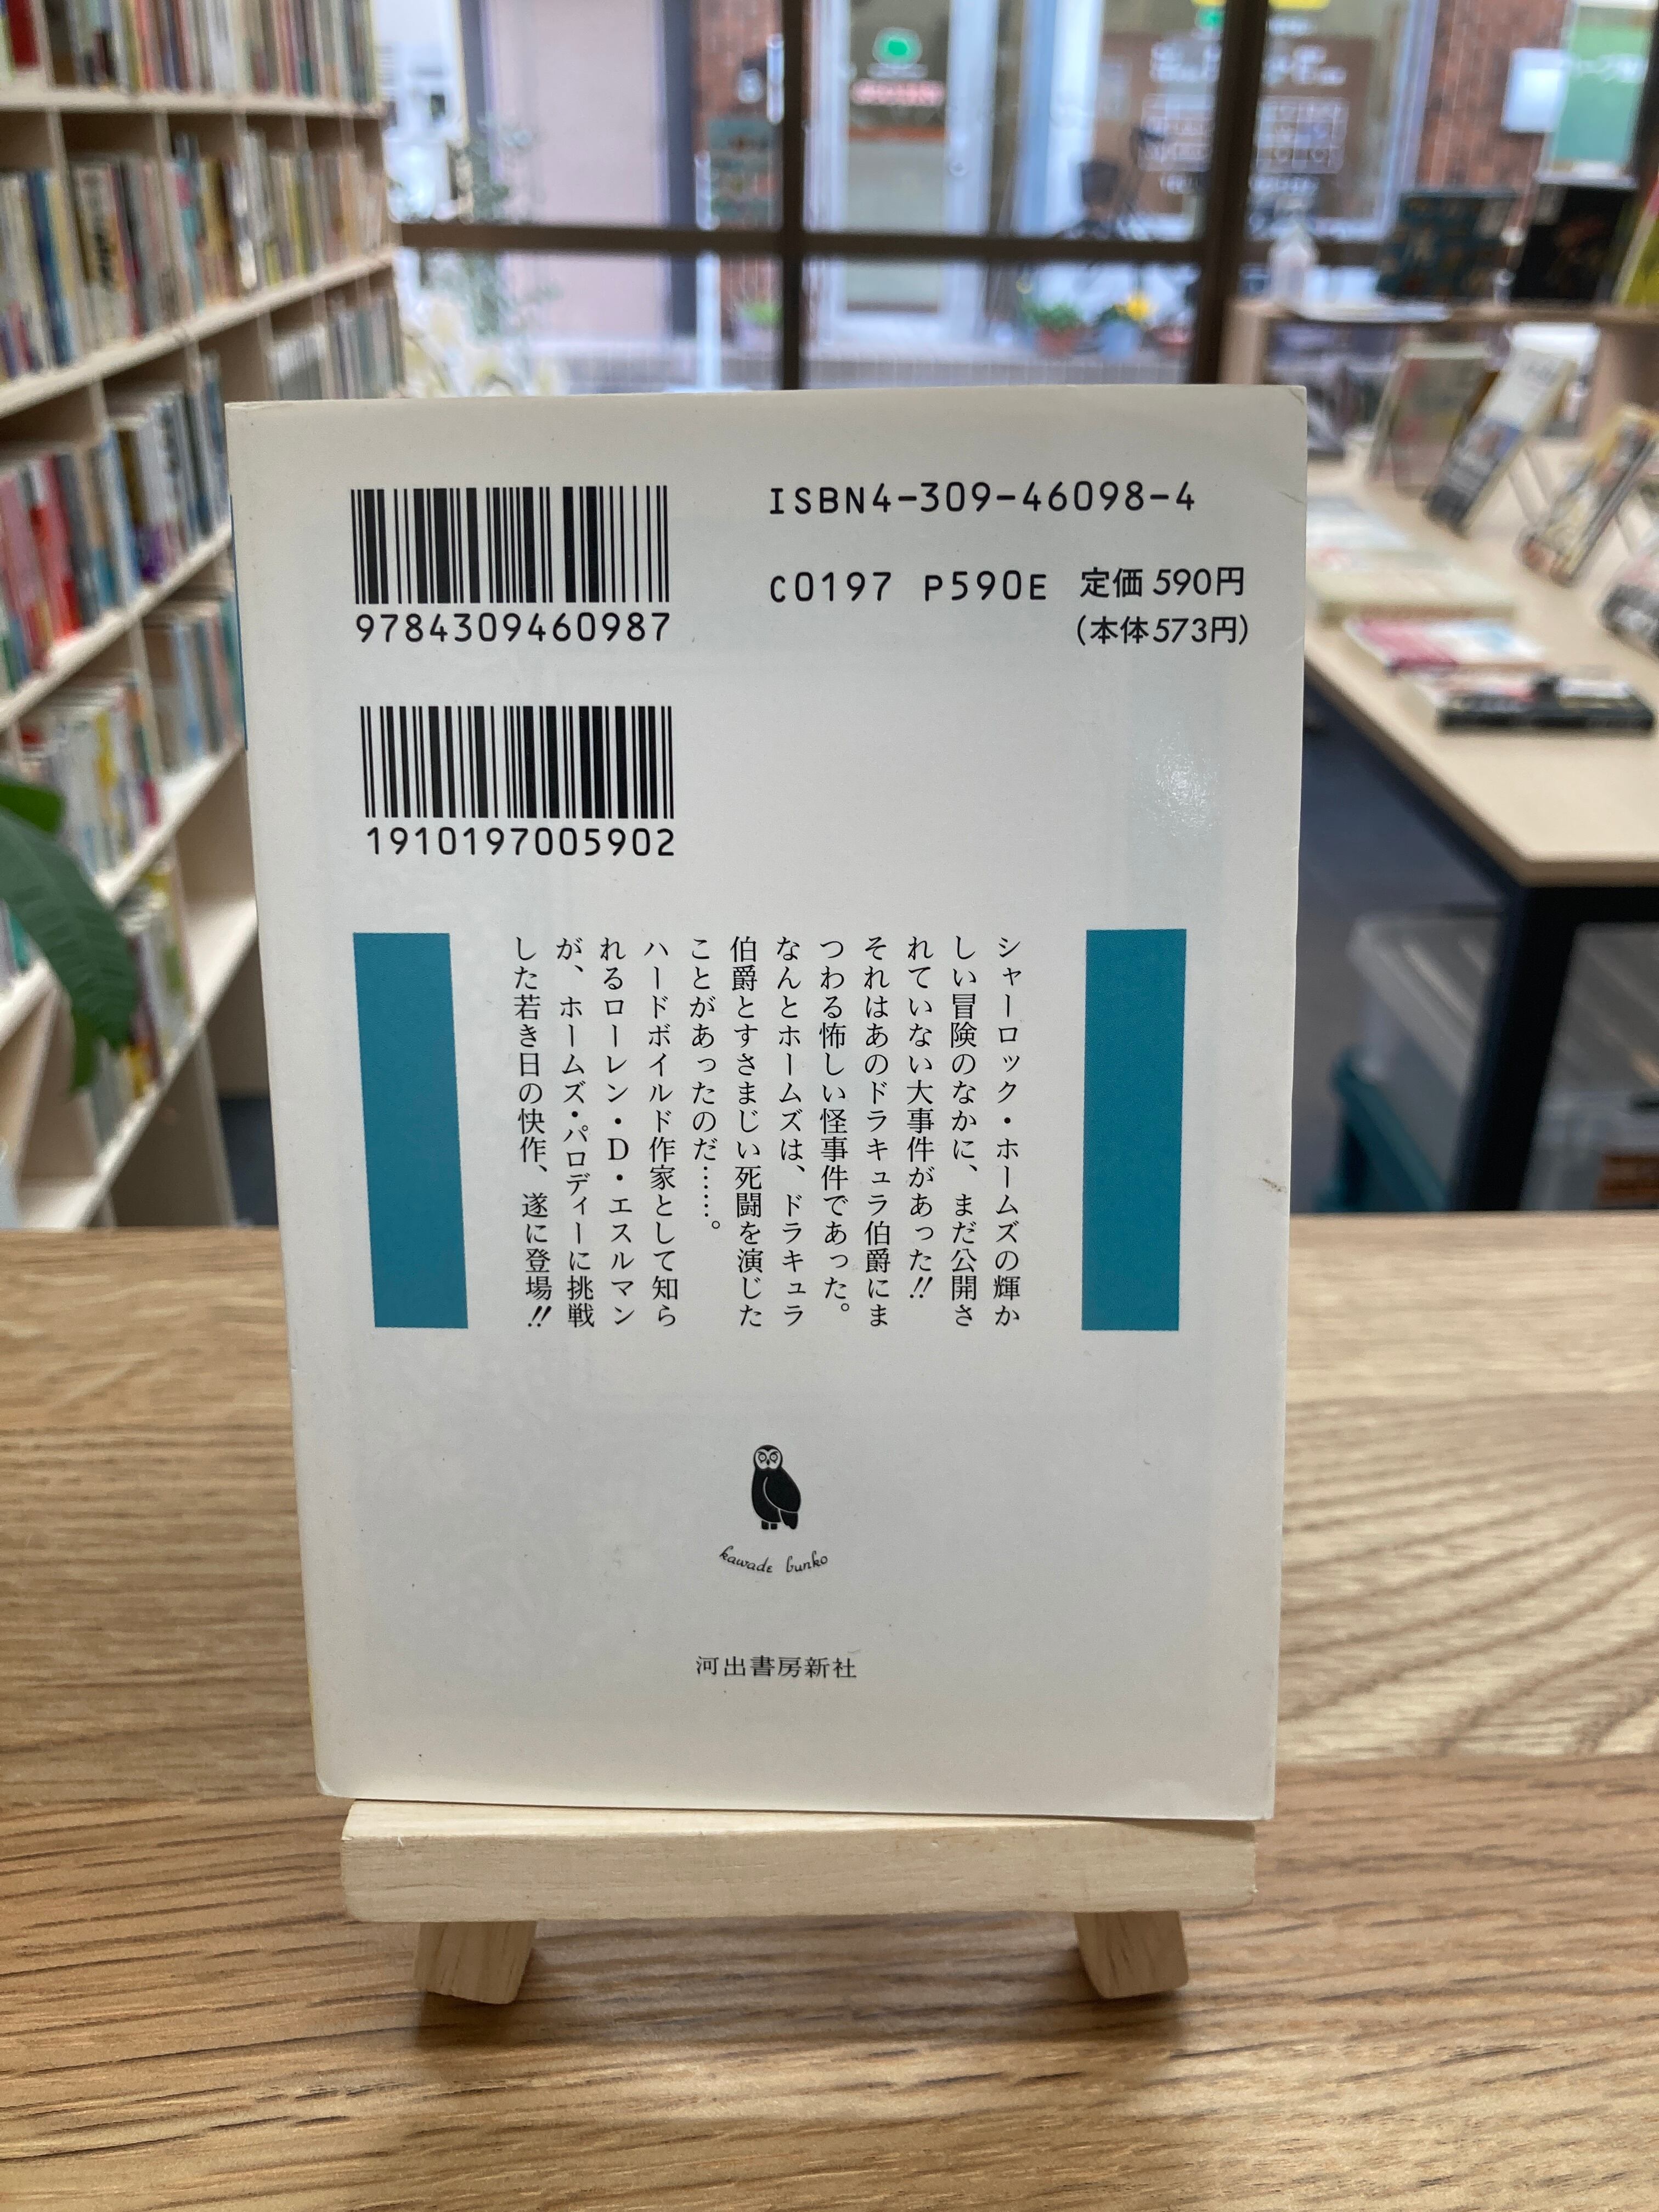 ISBN4-309-46098-4
9784309460987
C0197 P590E 定価590円
(本体573円)
1910197005902
シャーロック・ホームズの輝か
しい冒険のなかに、まだ公開さ
れていない大事件があった!!
それはあのドラキュラ伯爵にま
つわる怖しい怪事件であった。
なんとホームズは、ドラキュラ
伯爵とすさまじい死闘を演じた
ことがあったのだ……。
ハードボイルド作家として知ら
れるローレン・D・エスルマン
が、ホームズ・パロディーに挑戦
した若き日の快作、遂に登場!!
kawade bunko
河出書房新社